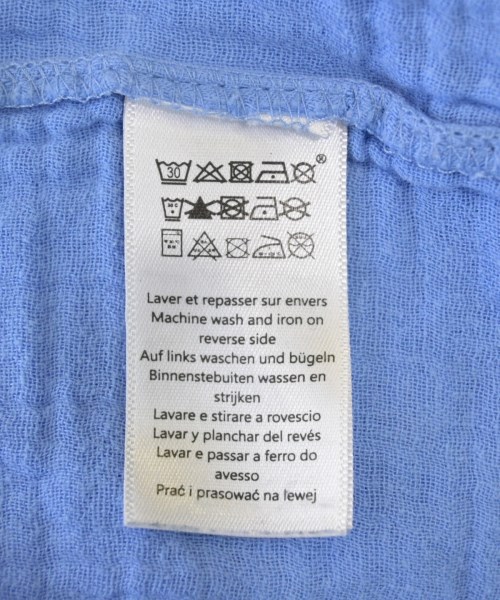 30
®
Laver et repasser sur envers
Machine wash and iron on
reverse side
Auf links waschen und bügeln
Binnenstebuiten wassen en
strijken
Lavare e stirare a rovescio
Lavar y planchar del revés
Lavar e passar a ferro do
avesso
Prać i prasować na lewej